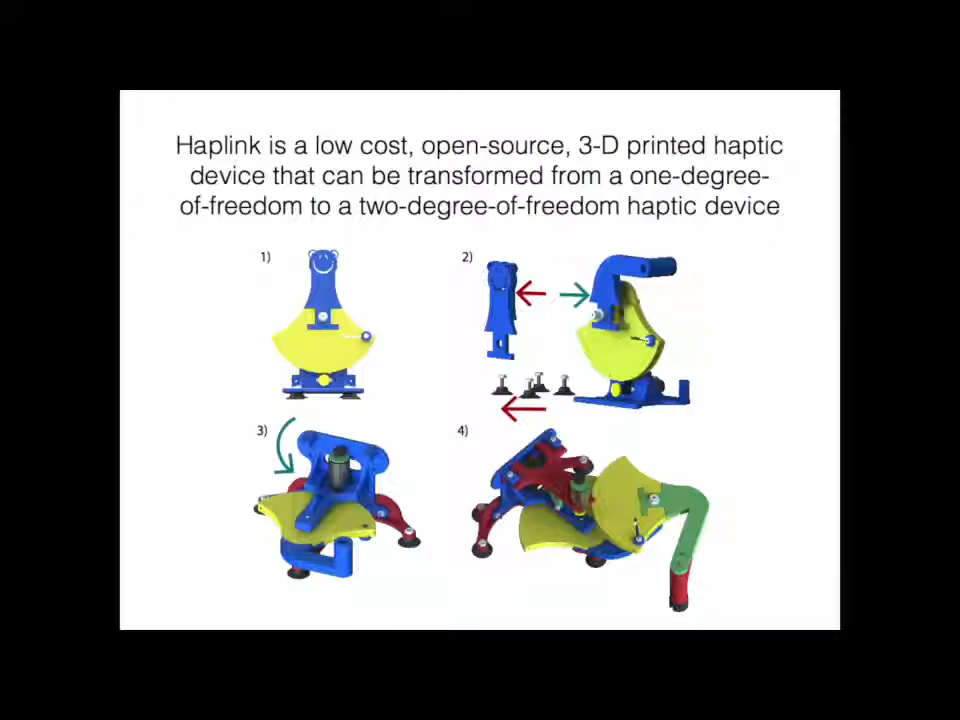 Haplink is a low cost, open-source, 3-D printed haptic
device that can be transformed from a one-degree-
of-freedom to a two-degree-of-freedom haptic device
1)
2)
3)
4)